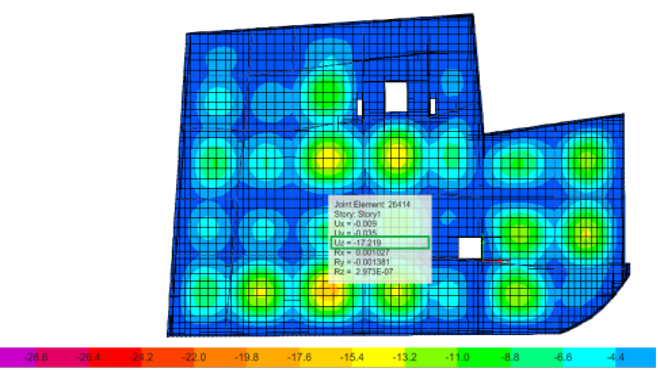 Joint Element: 26414
Story: Story1
Ux = -0.009
Uy = -0.035
Uz = -17.219
Rx = 0.001027
Ry = -0.001381
Rz = 2.973E-07
-28.6 -26.4 -24.2 -22.0 -19.8 -17.6 -15.4 -13.2 -11.0 -8.8 -6.6 -4.4